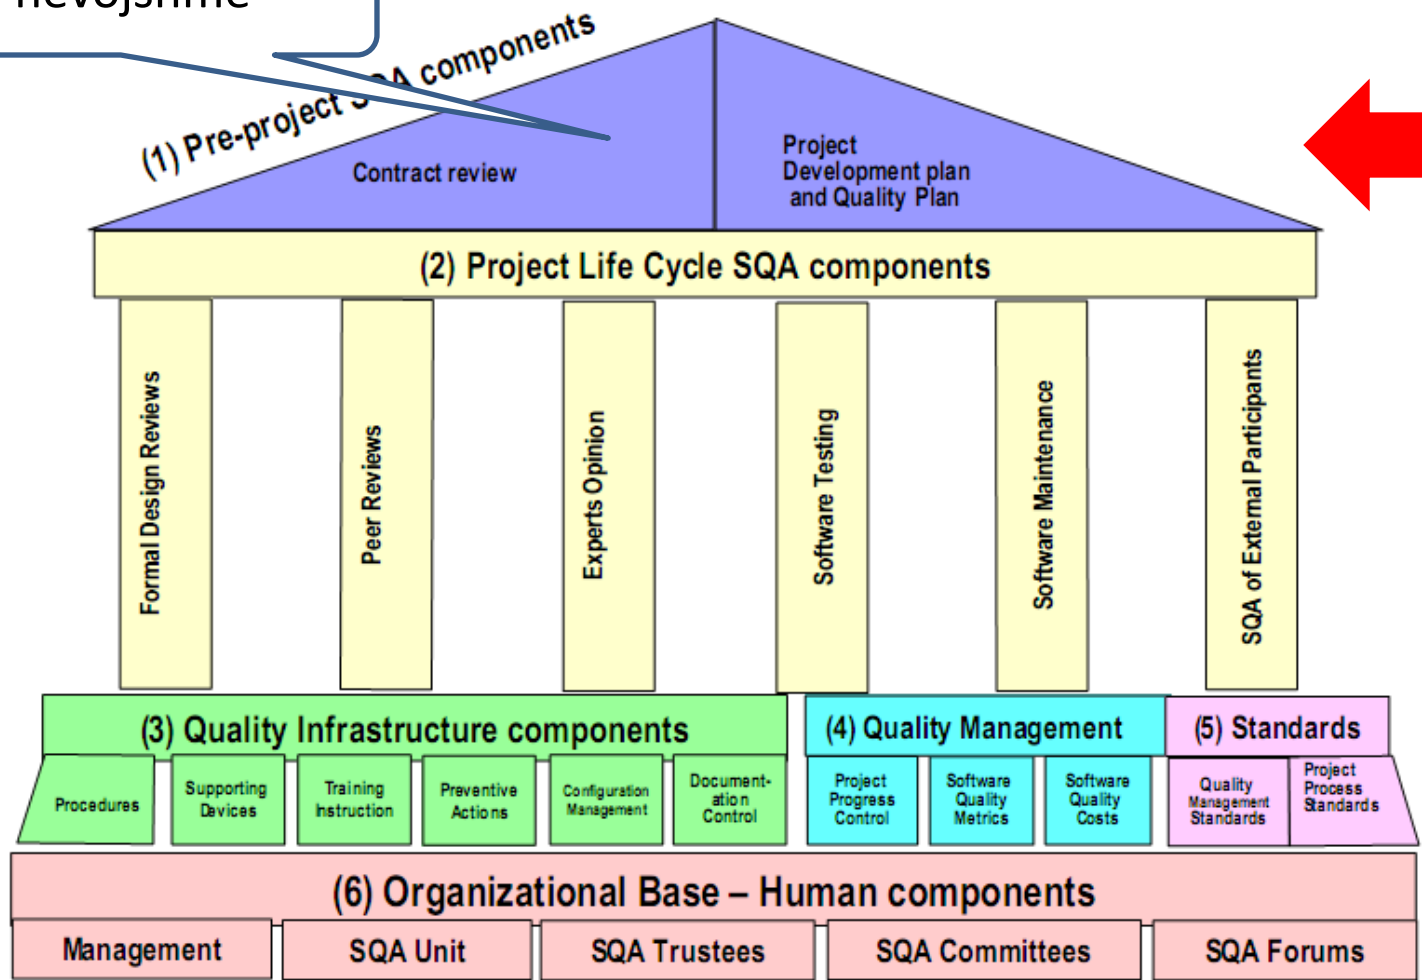 nevojshme
(1) Pre-project SQA components
Contract review
Project
Development plan
and Quality Plan
(2) Project Life Cycle SQA components
Formal Design Reviews
Peer Reviews
Experts Opinion
Software Testing
Software Maintenance
SQA of External Participants
(3) Quality Infrastructure components
(4) Quality Management
(5) Standards
Procedures
Supporting
Devices
Training
Instruction
Preventive
Actions
Configuration
Management
Document-
ation
Control
Project
Progress
Control
Software
Quality
Metrics
Software
Quality
Costs
Quality
Management
Standards
Project
Process
Standards
(6) Organizational Base – Human components
Management
SQA Unit
SQA Trustees
SQA Committees
SQA Forums